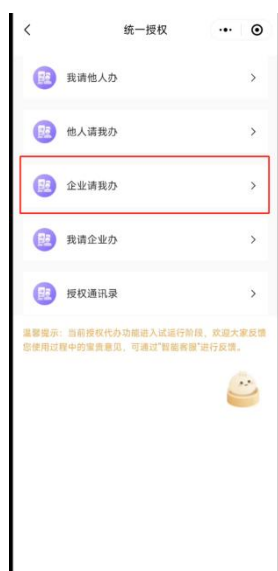 统一授权
我请他人办
他人请我办
企业请我办
我请企业办
授权通讯录
温馨提示：当前授权代办功能进入试运行阶段，欢迎大家反馈
您使用过程中的宝贵意见，可通过"智能客服"进行反馈。